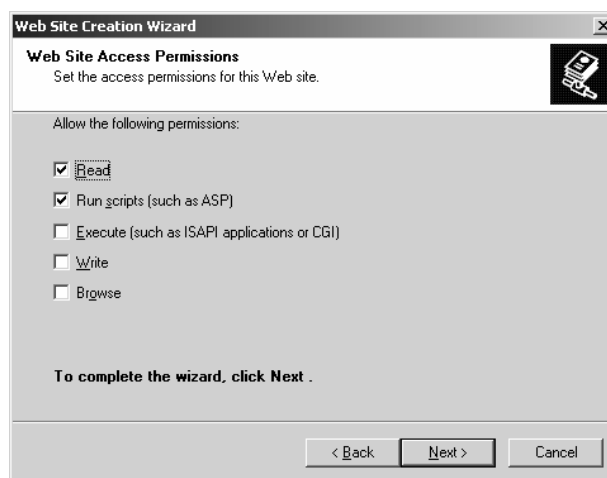 Web Site Creation Wizard
Web Site Access Permissions
Set the access permissions for this Web site.
Allow the following permissions:
Read
Run scripts (such as ASP)
Execute (such as ISAPI applications or CGI)
Write
Browse
To complete the wizard, click Next .
< Back Next > Cancel